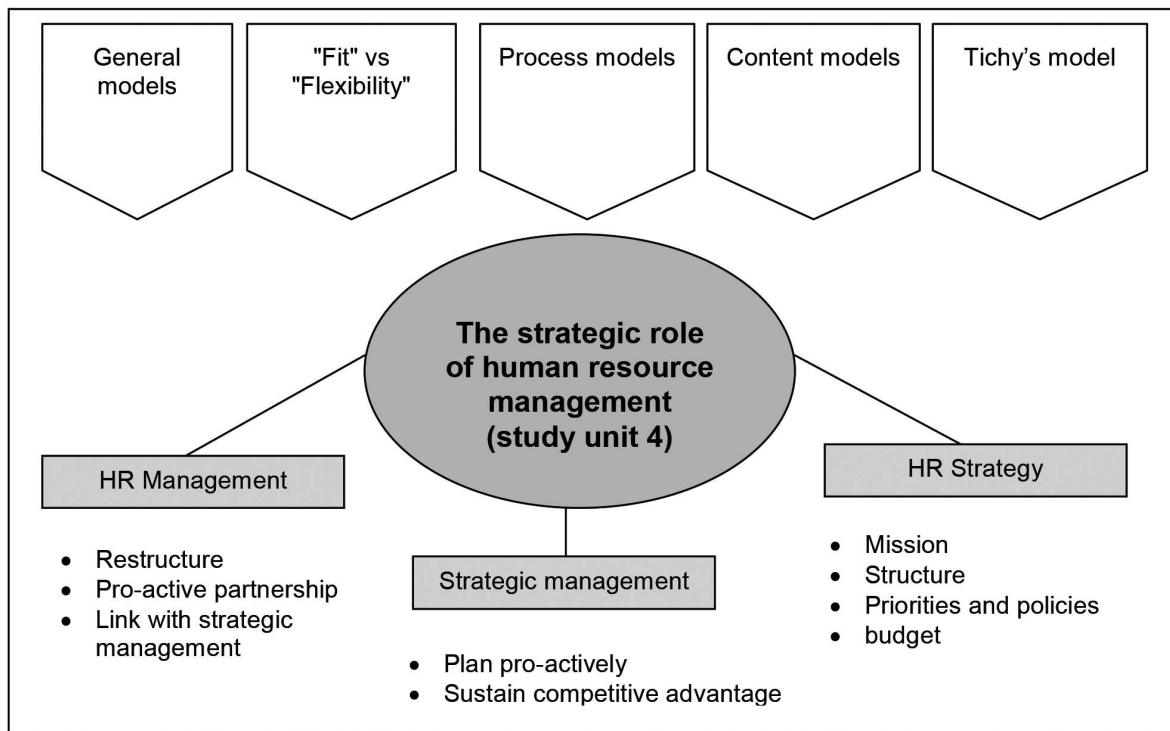 General
models
"Fit" vs
"Flexibility"
Process models
Content models
Tichy's model
The strategic role
of human resource
management
(study unit 4)
HR Management
• Restructure
• Pro-active partnership
• Link with strategic
management
Strategic management
• Plan pro-actively
• Sustain competitive advantage
HR Strategy
• Mission
• Structure
• Priorities and policies
• budget